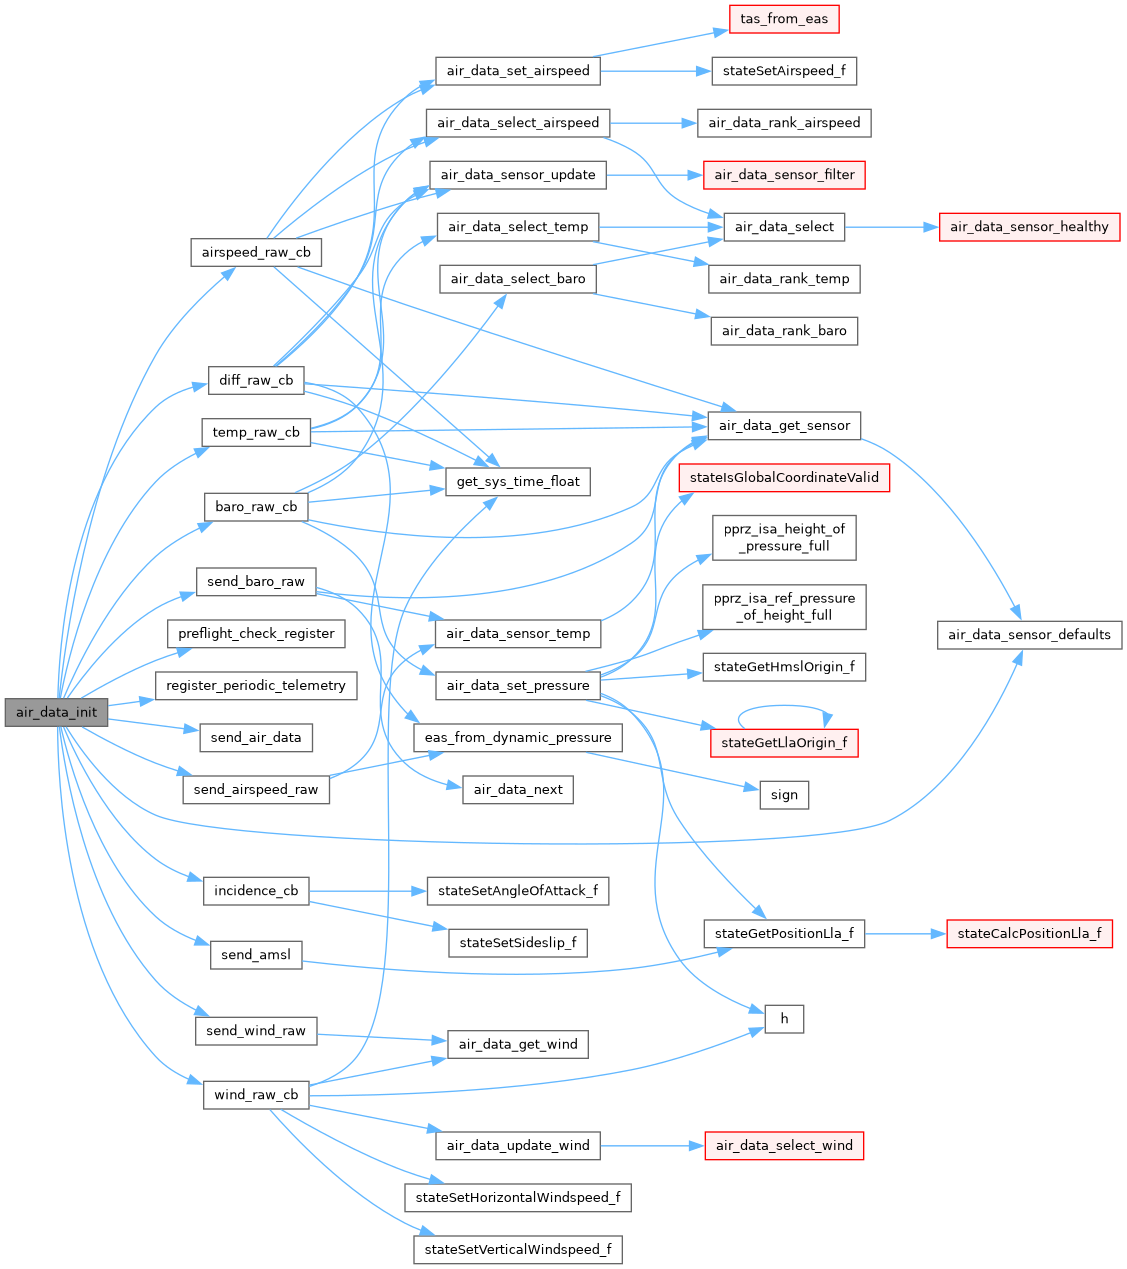 tas_from_eas
air_data_set_airspeed
stateSetAirspeed_f
air_data_select_airspeed
air_data_rank_airspeed
air_data_sensor_update
air_data_sensor_filter
air_data_select_temp
air_data_select
air_data_sensor_healthy
airspeed_raw_cb
air_data_select_baro
air_data_rank_temp
air_data_rank_baro
diff_raw_cb
temp_raw_cb
air_data_get_sensor
get_sys_time_float
stateIsGlobalCoordinateValid
baro_raw_cb
pprz_isa_height_of
_pressure_full
send_baro_raw
pprz_isa_ref_pressure
_of_height_full
preflight_check_register
air_data_sensor_temp
air_data_sensor_defaults
register_periodic_telemetry
air_data_set_pressure
stateGetHmslOrigin_f
air_data_init
send_air_data
eas_from_dynamic_pressure
stateGetLlaOrigin_f
send_airspeed_raw
air_data_next
sign
incidence_cb
stateSetAngleOfAttack_f
stateSetSideslip_f
stateGetPositionLla_f
stateCalcPositionLla_f
send_amsl
h
send_wind_raw
air_data_get_wind
wind_raw_cb
air_data_update_wind
air_data_select_wind
stateSetHorizontalWindspeed_f
stateSetVerticalWindspeed_f